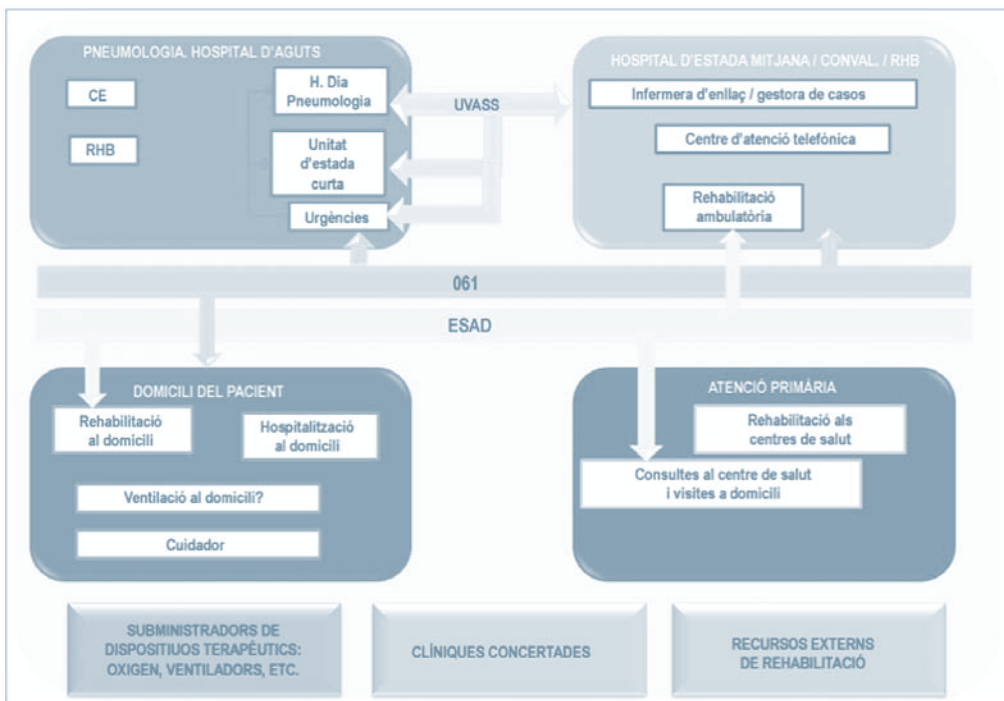 PNEUMOLOGIA. HOSPITAL D'AGUTS
CE
RHB
H. Dia
Pneumologia
Unitat
d'estada
curta
Urgències
UVASS
HOSPITAL D'ESTADA MITJANA / CONVAL. / RHB
Infermera d'enllaç / gestora de casos
Centre d'atenció telefònica
Rehabilitació
ambulatòria
061
ESAD
DOMICILI DEL PACIENT
Rehabilitació
al domicili
Hospitalització
al domicili
Ventilació al domicili?
Cuidador
ATENCIÓ PRIMÀRIA
Rehabilitació als
centres de salut
Consultes al centre de salut
i visites a domicili
SUBMINISTRADORS DE
DISPOSITIUOS TERAPÈUTICS:
OXIGEN, VENTILADORS, ETC.
CLÍNIQUES CONCERTADES
RECURSOS EXTERNS
DE REHABILITACIÓ